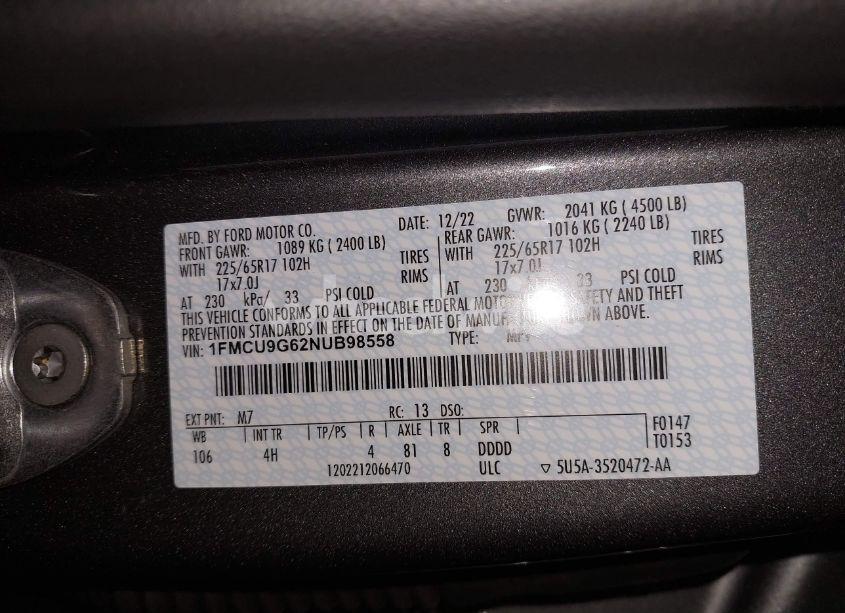 MFD. BY FORD MOTOR CO. DATE: 12/22 GVWR: 2041 KG ( 4500 LB)
FRONT GAWR: 1089 KG ( 2400 LB) REAR GAWR: 1016 KG ( 2240 LB)
WITH 225/65R17 102H TIRES WITH 225/65R17 102H TIRES
17x7.0J RIMS 17x7.0J RIMS
AT 230 kPa/ 33 PSI COLD AT 230 33 PSI COLD
THIS VEHICLE CONFORMS TO ALL APPLICABLE FEDERAL MOTOR SAFETY AND THEFT
PREVENTION STANDARDS IN EFFECT ON THE DATE OF SHOWN ABOVE.
VIN: 1FMCU9G62NUB98558 TYPE:
EXT PNT: M7 RC: 13 DSO:
WB INT TR TP/PS R AXLE TR SPR F0147
106 4H 4 81 8 DDDD T0153
1202212066470 ULC ▽ 5U5A-3520472-AA